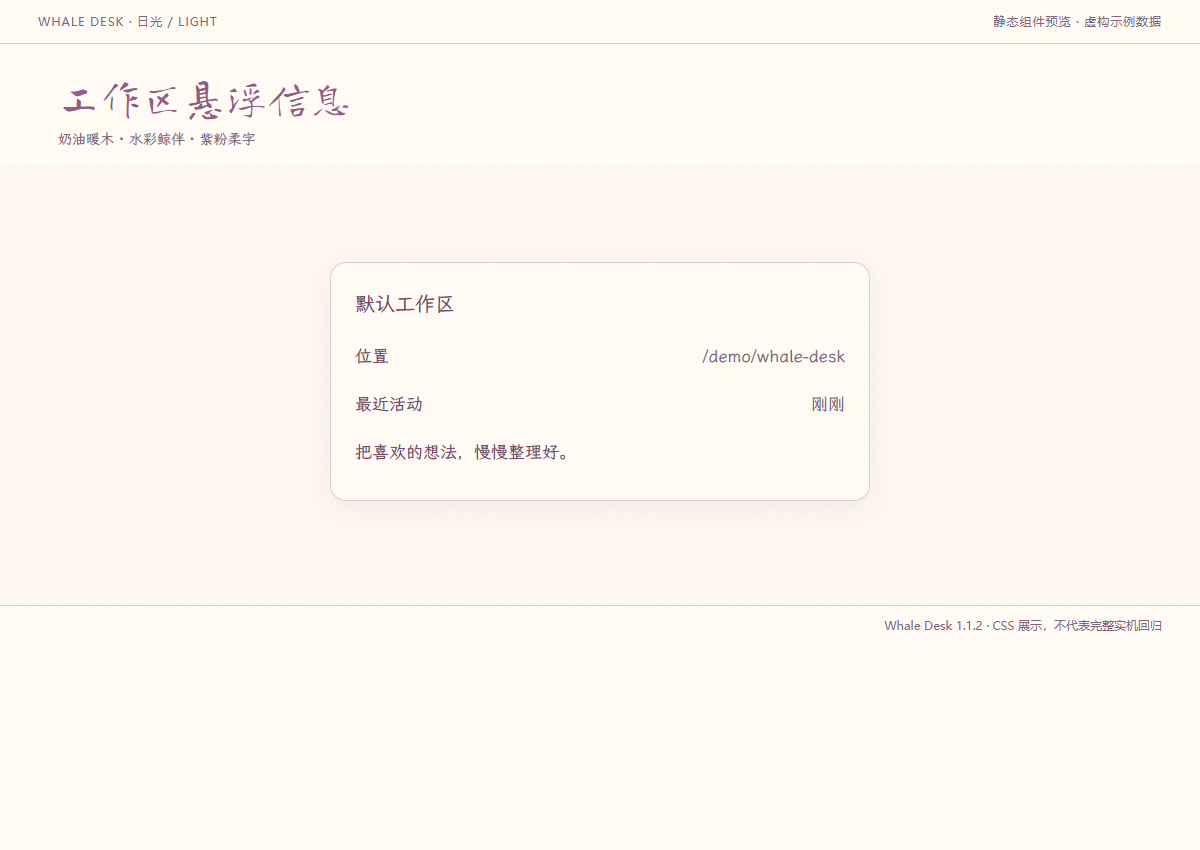 WHALE DESK · 日光 / LIGHT
静态组件预览 · 虚构示例数据
工作区悬浮信息
奶油暖木 · 水彩鲸伴 · 紫粉柔字
默认工作区
位置 /demo/whale-desk
最近活动 刚刚
把喜欢的想法，慢慢整理好。
Whale Desk 1.1.2 · CSS 展示，不代表完整实机回归